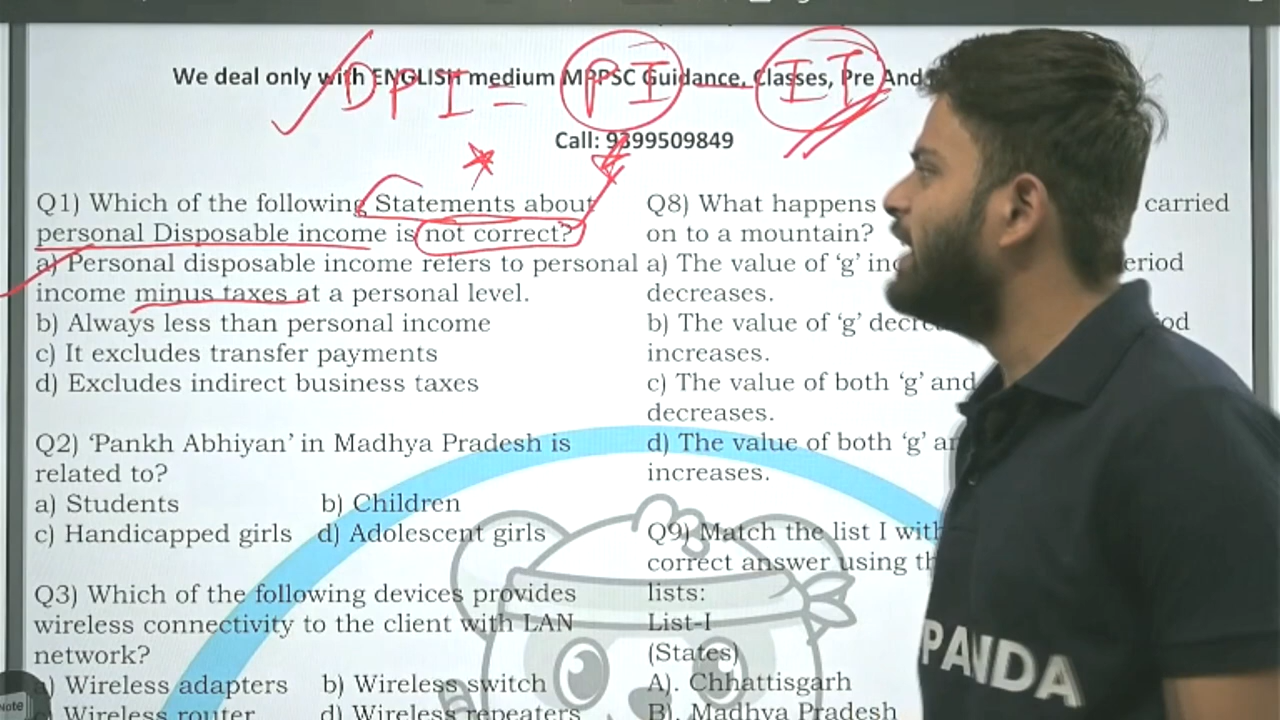 We deal only with ENGLISH medium MPPSC Guidance, Classes, Pre And
DPI = PI — IT
Call: 9399509849
Q1) Which of the following Statements about
personal Disposable income is not correct?
a) Personal disposable income refers to personal
income minus taxes at a personal level.
b) Always less than personal income
c) It excludes transfer payments
d) Excludes indirect business taxes
Q2) ‘Pankh Abhiyan’ in Madhya Pradesh is
related to?
a) Students b) Children
c) Handicapped girls d) Adolescent girls
Q3) Which of the following devices provides
wireless connectivity to the client with LAN
network?
a) Wireless adapters b) Wireless switch
c) Wireless router d) Wireless repeaters
Q8) What happens carried
on to a mountain?
a) The value of ‘g’
decreases.
b) The value of ‘g’
increases.
c) The value of both ‘g’ and
decreases.
d) The value of both ‘g’
increases.
Q9) Match the list I with
correct answer using
lists:
List-I
(States)
A). Chhattisgarh
B). Madhya Pradesh
PANDA
Note